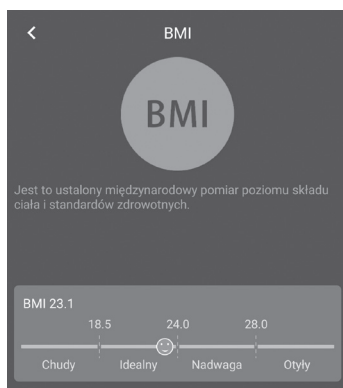 BMI
BMI
Jest to ustalony międzynarodowy pomiar poziomu składu
ciała i standardów zdrowotnych.
BMI 23.1
18.5 24.0 28.0
Chudy Idealny Nadwaga Otyły